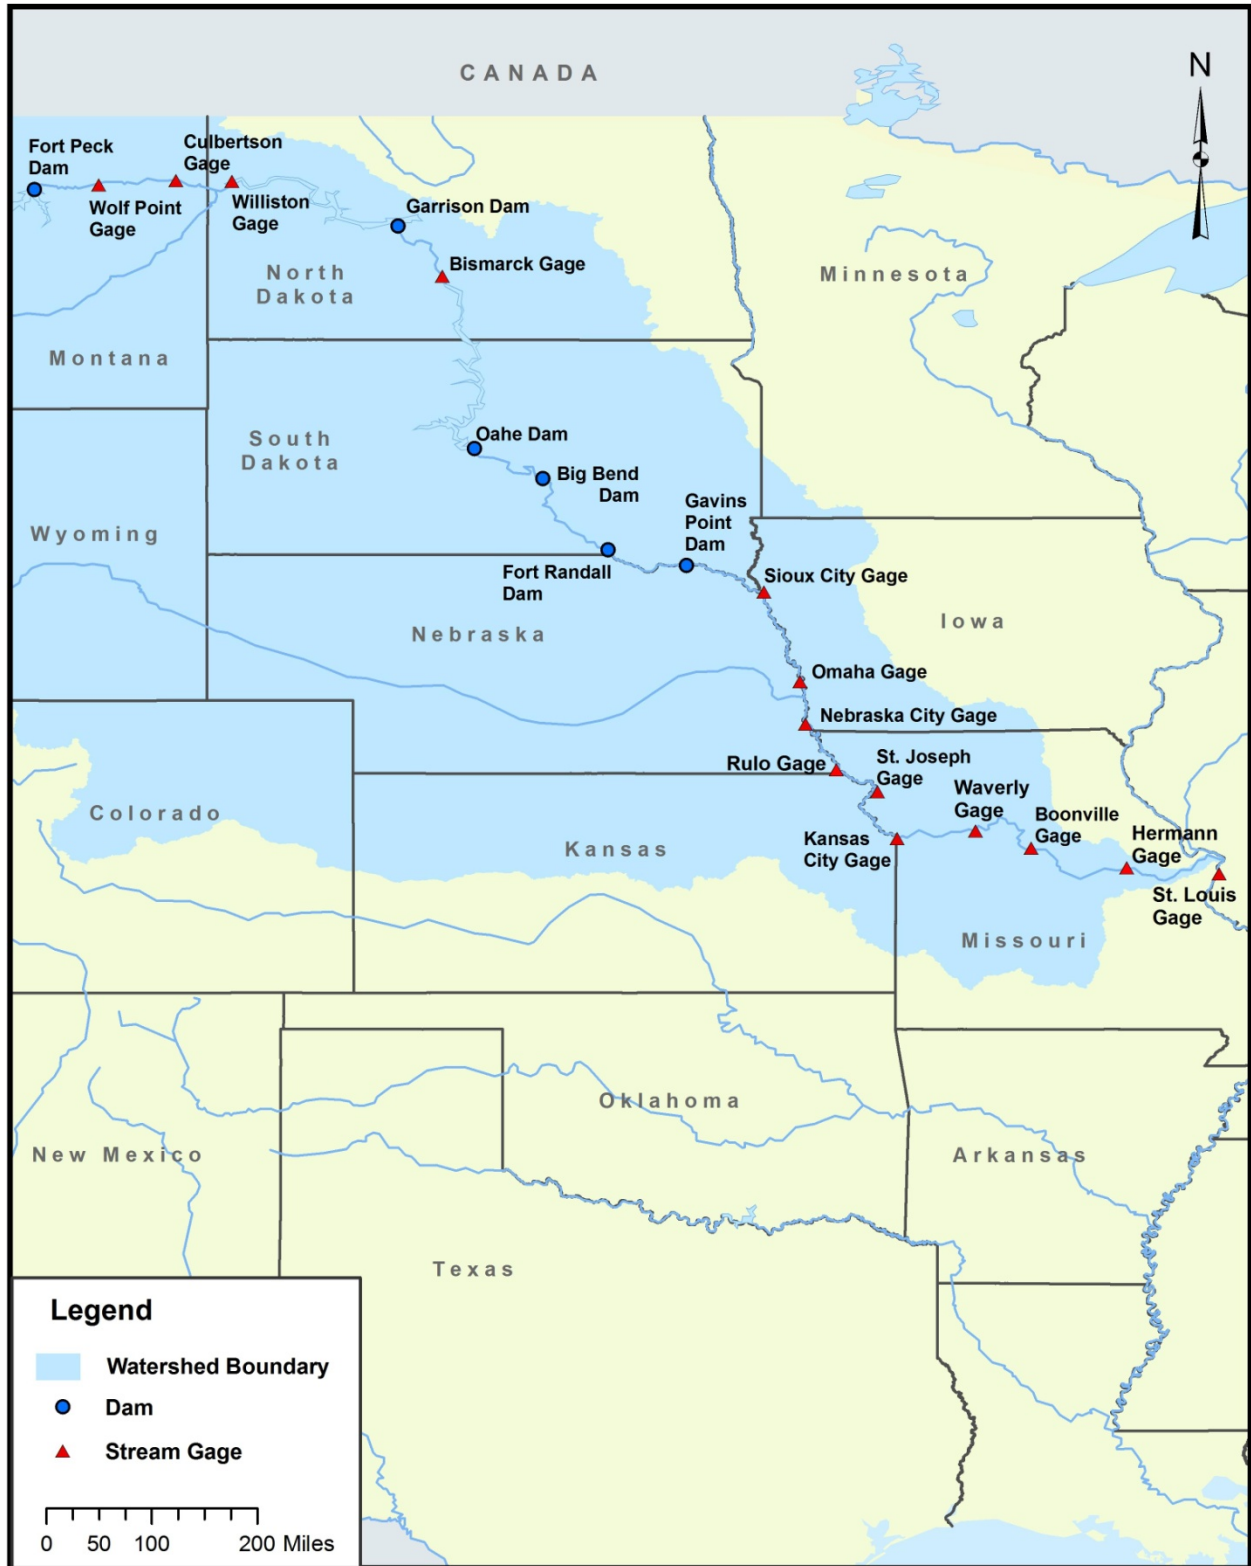 CANADA
N
Fort Peck
Dam
Culbertson
Gage
Wolf Point
Gage
Williston
Gage
Garrison Dam
Bismarck Gage
North
Dakota
Minnesota
Montana
South
Dakota
Oahe Dam
Big Bend
Dam
Gavins
Point
Dam
Wyoming
Fort Randall
Dam
Sioux City Gage
Nebraska
Iowa
Omaha Gage
Nebraska City Gage
Rulo Gage
St. Joseph
Gage
Waverly
Gage
Boonville
Gage
Hermann
Gage
Colorado
Kansas
Kansas
City Gage
St. Louis
Gage
Missouri
Oklahoma
New Mexico
Arkansas
Texas
Legend
Watershed Boundary
Dam
Stream Gage
0 50 100 200 Miles